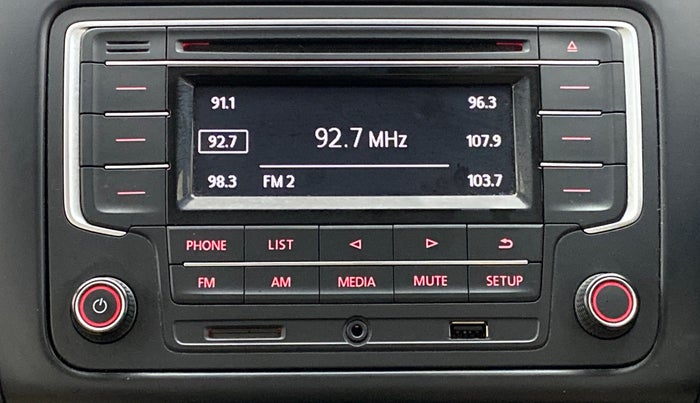 91.1
96.3
92.7
92.7 MHz
107.9
98.3
FM 2
103.7
PHONE LIST
FM AM MEDIA MUTE SETUP